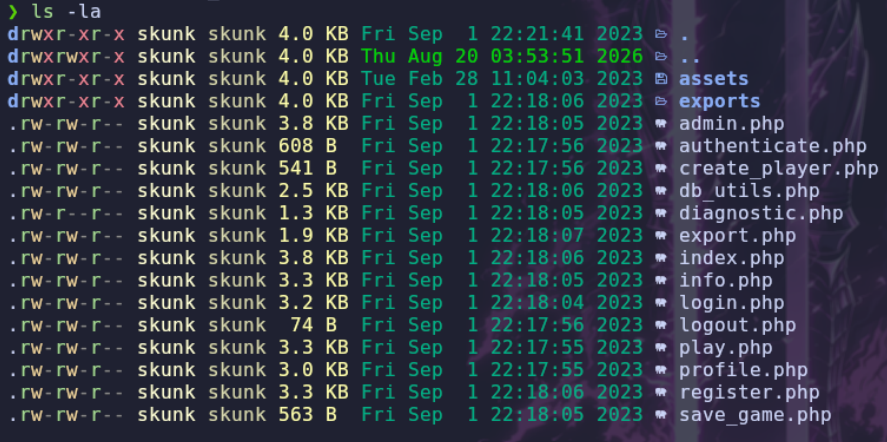 ❯ ls -la
drwxr-xr-x skunk skunk 4.0 KB Fri Sep  1 22:21:41 2023 .
drwxrwxr-x skunk skunk 4.0 KB Thu Aug 20 03:53:51 2026 ..
drwxr-xr-x skunk skunk 4.0 KB Tue Feb 28 11:04:03 2023 assets
drwxr-xr-x skunk skunk 4.0 KB Fri Sep  1 22:18:06 2023 exports
.rw-rw-r-- skunk skunk 3.8 KB Fri Sep  1 22:18:05 2023 admin.php
.rw-rw-r-- skunk skunk 608 B  Fri Sep  1 22:17:56 2023 authenticate.php
.rw-rw-r-- skunk skunk 541 B  Fri Sep  1 22:17:56 2023 create_player.php
.rw-rw-r-- skunk skunk 2.5 KB Fri Sep  1 22:18:06 2023 db_utils.php
.rw-r--r-- skunk skunk 1.3 KB Fri Sep  1 22:18:05 2023 diagnostic.php
.rw-rw-r-- skunk skunk 1.9 KB Fri Sep  1 22:18:07 2023 export.php
.rw-rw-r-- skunk skunk 3.8 KB Fri Sep  1 22:18:06 2023 index.php
.rw-rw-r-- skunk skunk 3.3 KB Fri Sep  1 22:18:05 2023 info.php
.rw-rw-r-- skunk skunk 3.2 KB Fri Sep  1 22:18:04 2023 login.php
.rw-rw-r-- skunk skunk  74 B  Fri Sep  1 22:17:56 2023 logout.php
.rw-rw-r-- skunk skunk 3.3 KB Fri Sep  1 22:17:55 2023 play.php
.rw-rw-r-- skunk skunk 3.0 KB Fri Sep  1 22:17:55 2023 profile.php
.rw-rw-r-- skunk skunk 3.3 KB Fri Sep  1 22:18:06 2023 register.php
.rw-rw-r-- skunk skunk 563 B  Fri Sep  1 22:18:05 2023 save_game.php